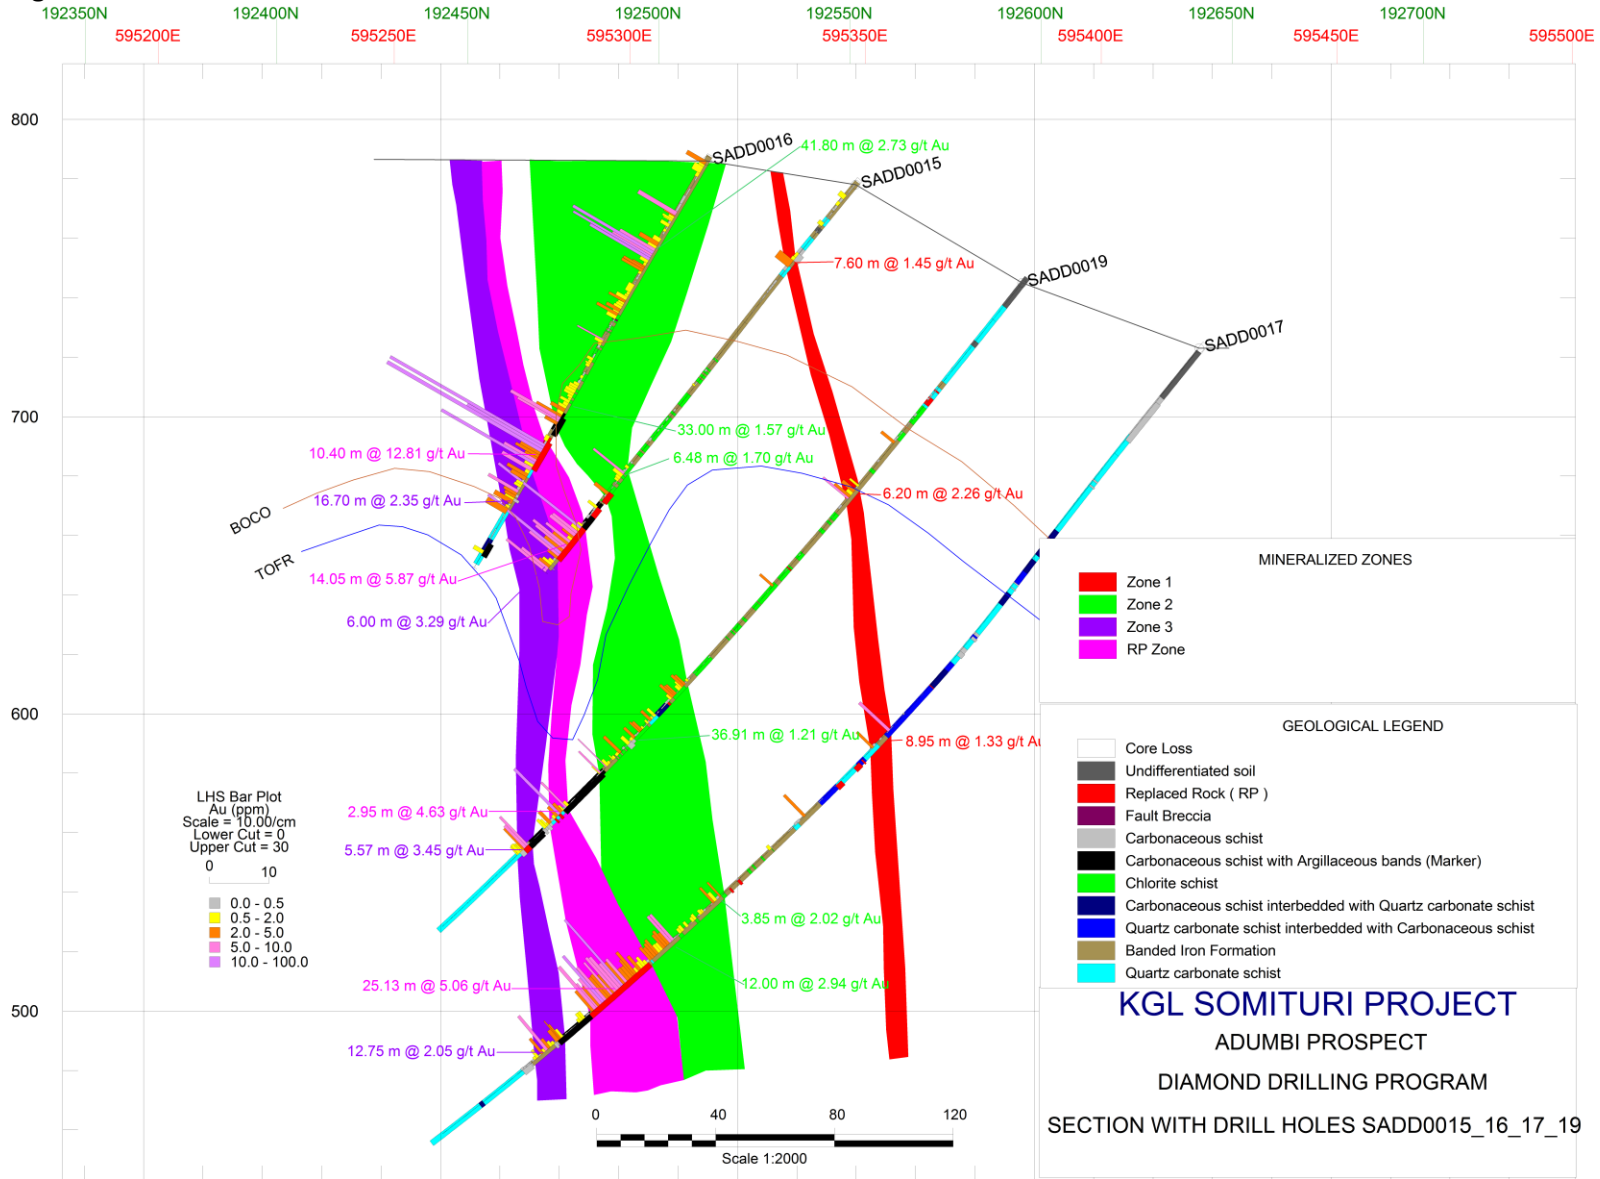 192350N 192400N 192450N 192500N 192550N 192600N 192650N 192700N
595200E 595250E 595300E 595350E 595400E 595450E 595500E
800
SADD0016
41.80 m @ 2.73 g/t Au
SADD0015
7.60 m @ 1.45 g/t Au
SADD0019
SADD0017
700
33.00 m @ 1.57 g/t Au
10.40 m @ 12.81 g/t Au
6.48 m @ 1.70 g/t Au
16.70 m @ 2.35 g/t Au
6.20 m @ 2.26 g/t Au
BOCO
TOFR
14.05 m @ 5.87 g/t Au
6.00 m @ 3.29 g/t Au
MINERALIZED ZONES
Zone 1
Zone 2
Zone 3
RP Zone
600
36.91 m @ 1.21 g/t Au
8.95 m @ 1.33 g/t Au
2.95 m @ 4.63 g/t Au
5.57 m @ 3.45 g/t Au
LHS Bar Plot
Au (ppm)
Scale = 10.00/cm
Lower Cut = 0
Upper Cut = 30
0 10
0.0 - 0.5
0.5 - 2.0
2.0 - 5.0
5.0 - 10.0
10.0 - 100.0
3.85 m @ 2.02 g/t Au
12.00 m @ 2.94 g/t Au
25.13 m @ 5.06 g/t Au
500
12.75 m @ 2.05 g/t Au
GEOLOGICAL LEGEND
Core Loss
Undifferentiated soil
Replaced Rock ( RP )
Fault Breccia
Carbonaceous schist
Carbonaceous schist with Argillaceous bands (Marker)
Chlorite schist
Carbonaceous schist interbedded with Quartz carbonate schist
Quartz carbonate schist interbedded with Carbonaceous schist
Banded Iron Formation
Quartz carbonate schist
KGL SOMITURI PROJECT
ADUMBI PROSPECT
DIAMOND DRILLING PROGRAM
SECTION WITH DRILL HOLES SADD0015_16_17_19
0 40 80 120
Scale 1:2000